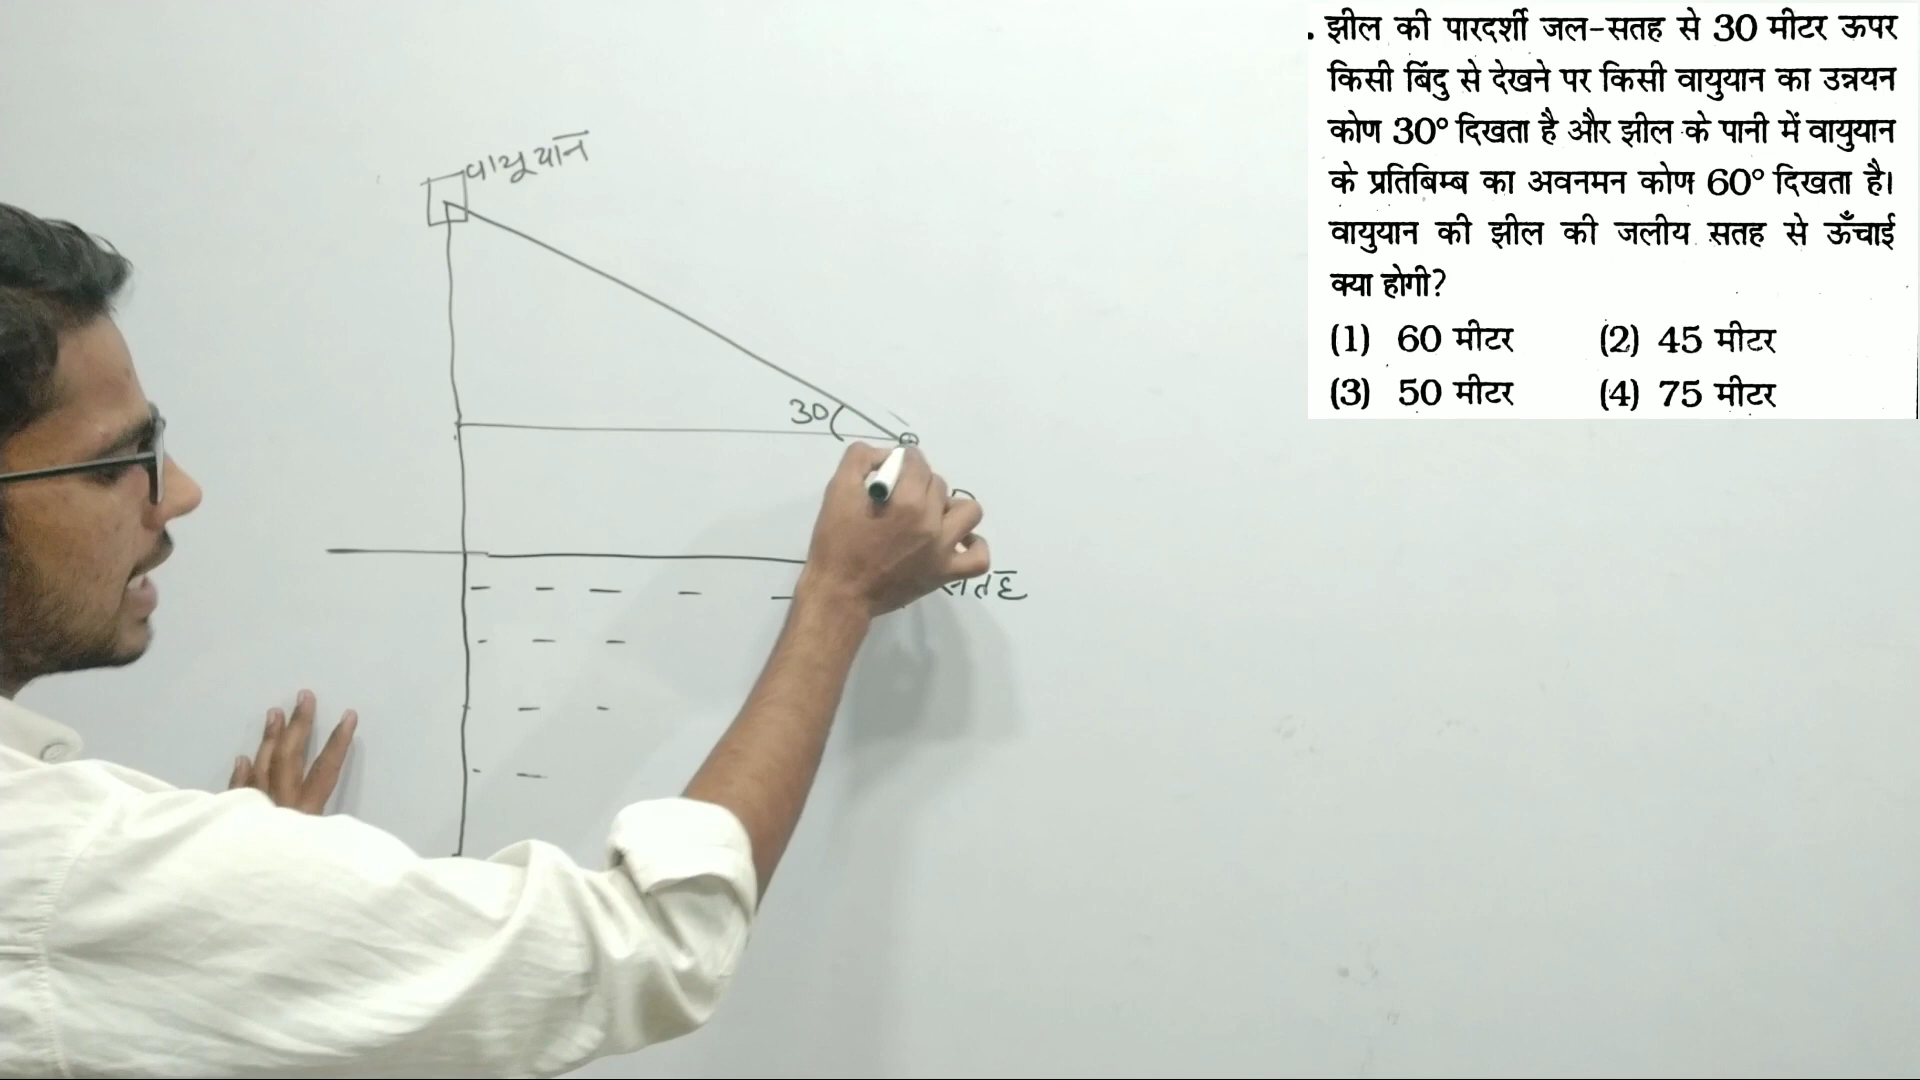 . झील की पारदर्शी जल-सतह से 30 मीटर ऊपर
किसी बिंदु से देखने पर किसी वायुयान का उन्नयन
कोण 30° दिखता है और झील के पानी में वायुयान
के प्रतिबिम्ब का अवनमन कोण 60° दिखता है।
वायुयान की झील की जलीय सतह से ऊँचाई
क्या होगी?
(1) 60 मीटर (2) 45 मीटर
(3) 50 मीटर (4) 75 मीटर
वायूयान
30
सतह